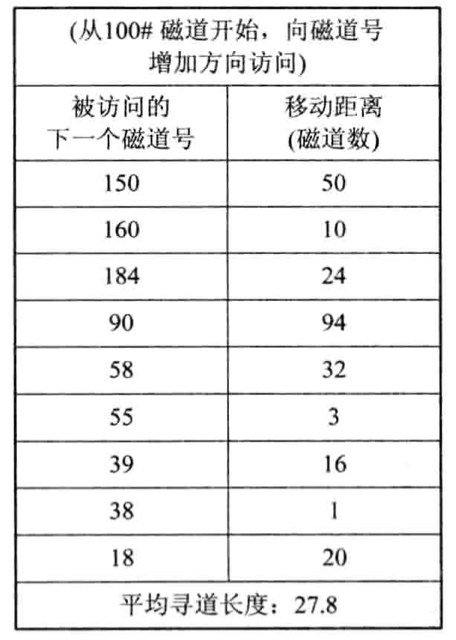 (从100# 磁道开始，向磁道号
增加方向访问)
被访问的
下一个磁道号
移动距离
(磁道数)
150 50
160 10
184 24
90 94
58 32
55 3
39 16
38 1
18 20
平均寻道长度：27.8